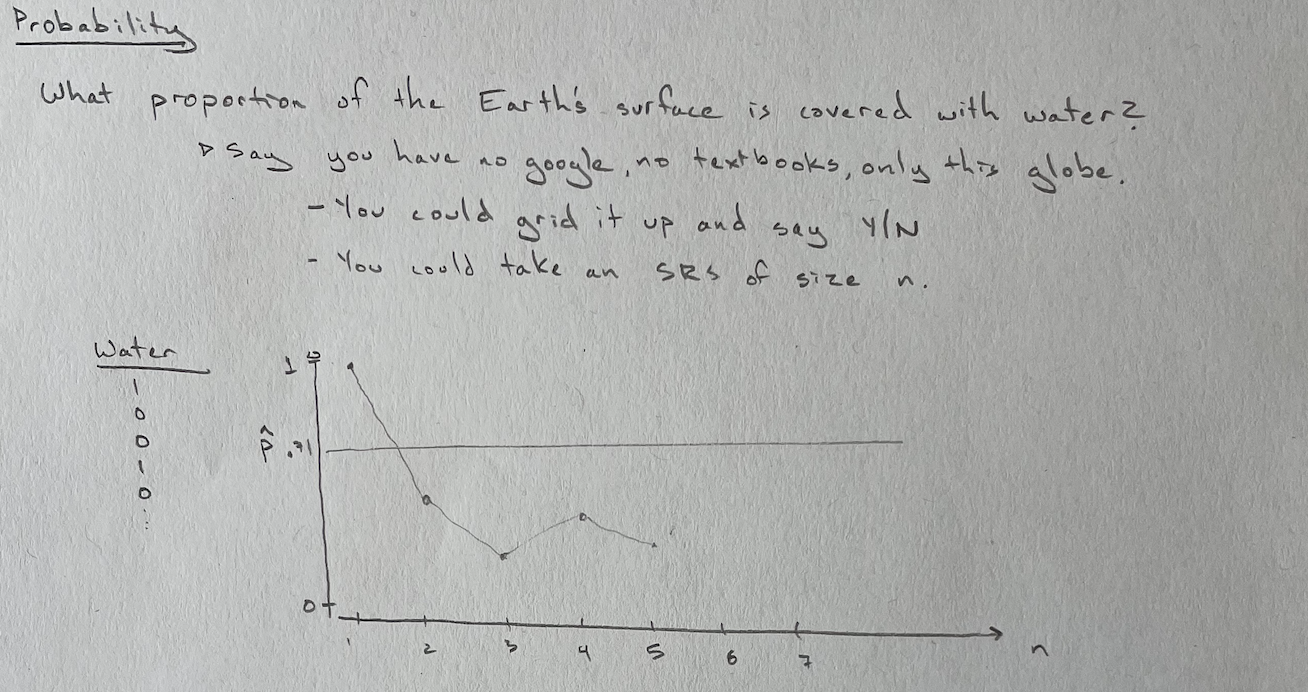 Probability
What proportion of the Earth's surface is covered with water?
▷ Say you have no google, no textbooks, only this globe.
- You could grid it up and say Y/N
- You could take an SRS of size n.
Water
1
0
0
1
0
⋮
1
p̂ .71
0
1 2 3 4 5 6 7
n